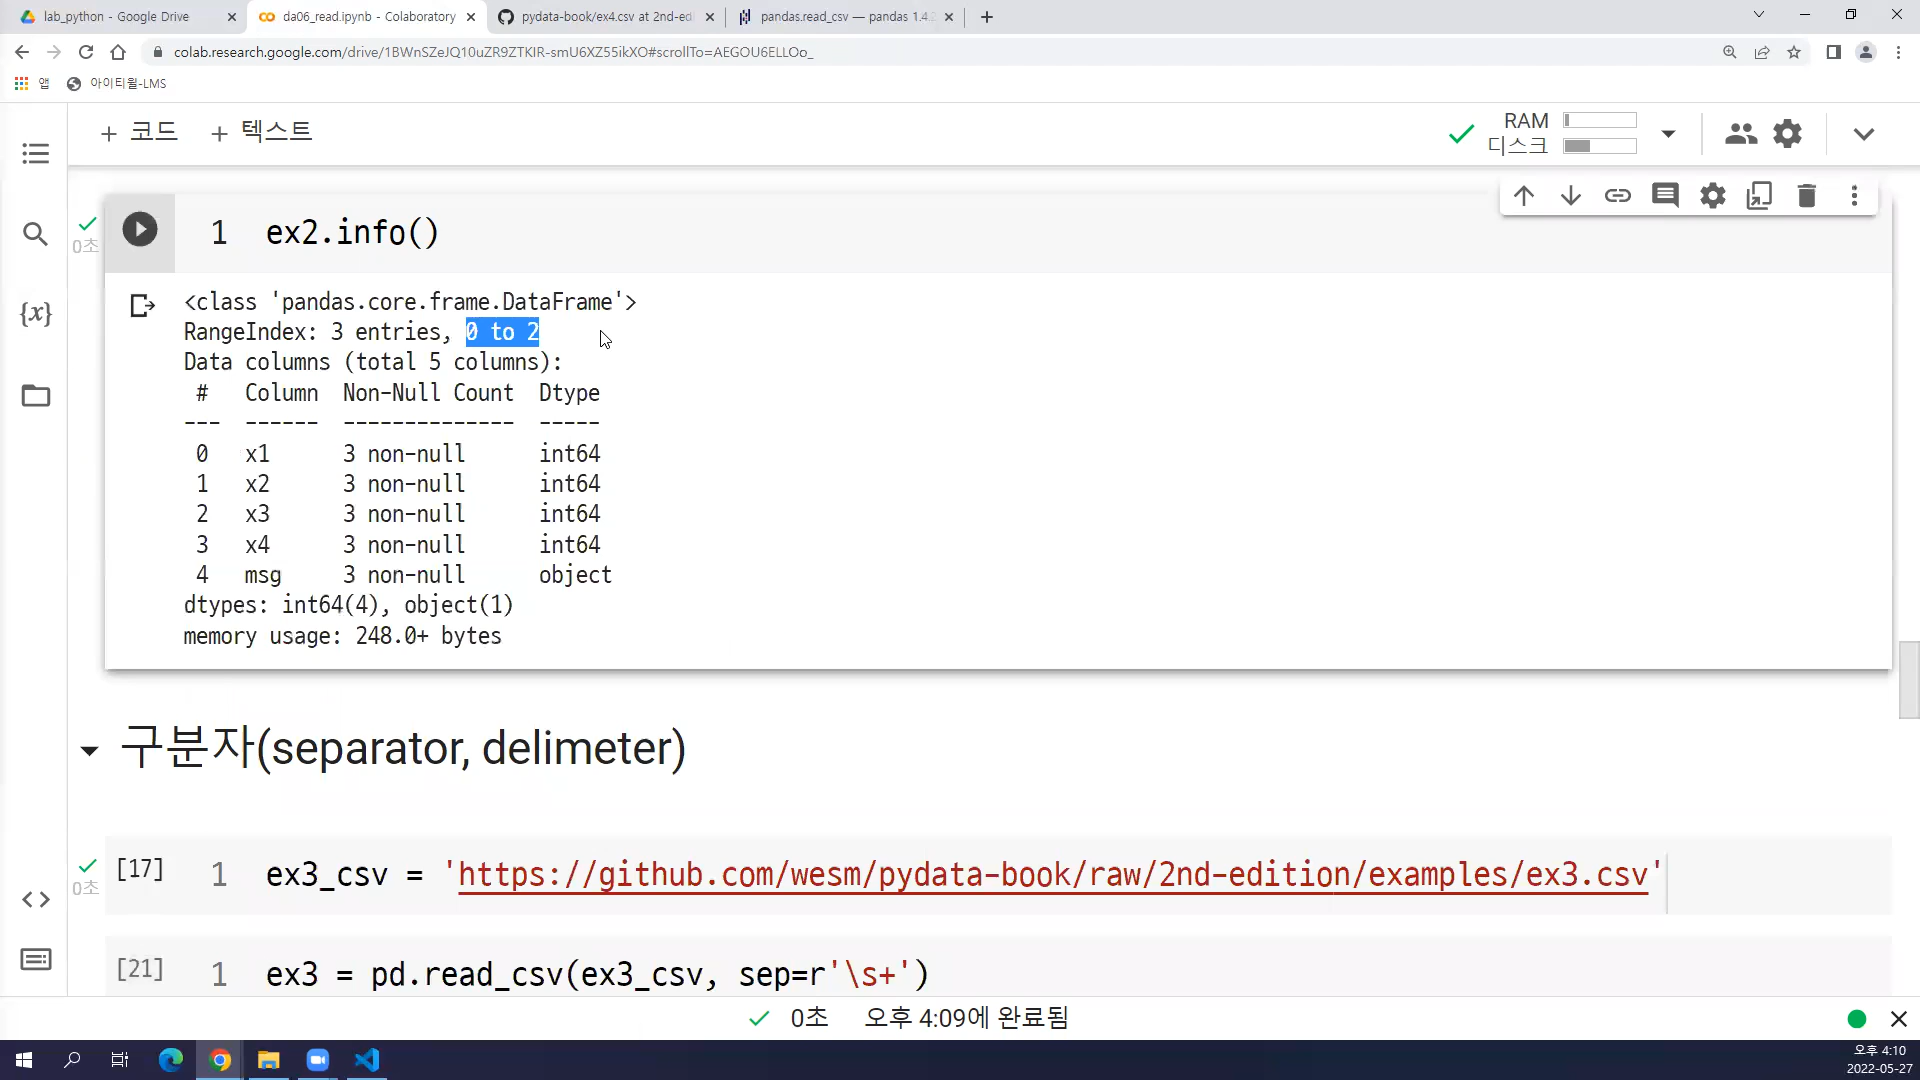 lab_python - Google Drive
da06_read.ipynb - Colaboratory
pydata-book/ex4.csv at 2nd-edi
pandas.read_csv — pandas 1.4.2
colab.research.google.com/drive/1BWnSZeJQ10uZR9ZTKIR-smU6XZ55ikXO#scrollTo=AEGOU6ELLOo_
앱 아이티윌-LMS
+ 코드 + 텍스트
RAM
디스크
0초
1 ex2.info()
<class 'pandas.core.frame.DataFrame'>
RangeIndex: 3 entries, 0 to 2
Data columns (total 5 columns):
# Column Non-Null Count Dtype
--- ------ -------------- -----
0 x1 3 non-null int64
1 x2 3 non-null int64
2 x3 3 non-null int64
3 x4 3 non-null int64
4 msg 3 non-null object
dtypes: int64(4), object(1)
memory usage: 248.0+ bytes
구분자(separator, delimeter)
0초
[17] 1 ex3_csv = 'https://github.com/wesm/pydata-book/raw/2nd-edition/examples/ex3.csv'
[21] 1 ex3 = pd.read_csv(ex3_csv, sep=r'\s+')
0초 오후 4:09에 완료됨
오후 4:10
2022-05-27